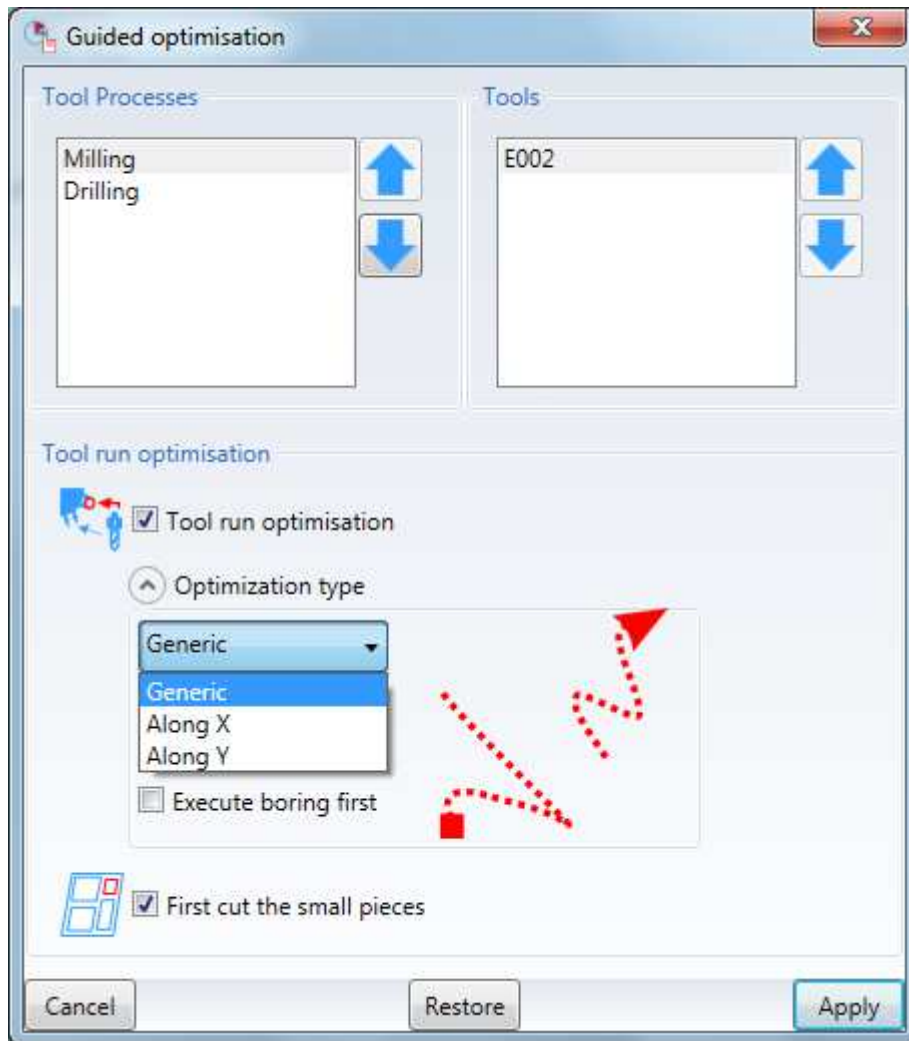 Guided optimisation
Tool Processes
Tools
Milling
Drilling
E002
Tool run optimisation
Tool run optimisation
Optimization type
Generic
Generic
Along X
Along Y
Execute boring first
First cut the small pieces
Cancel
Restore
Apply